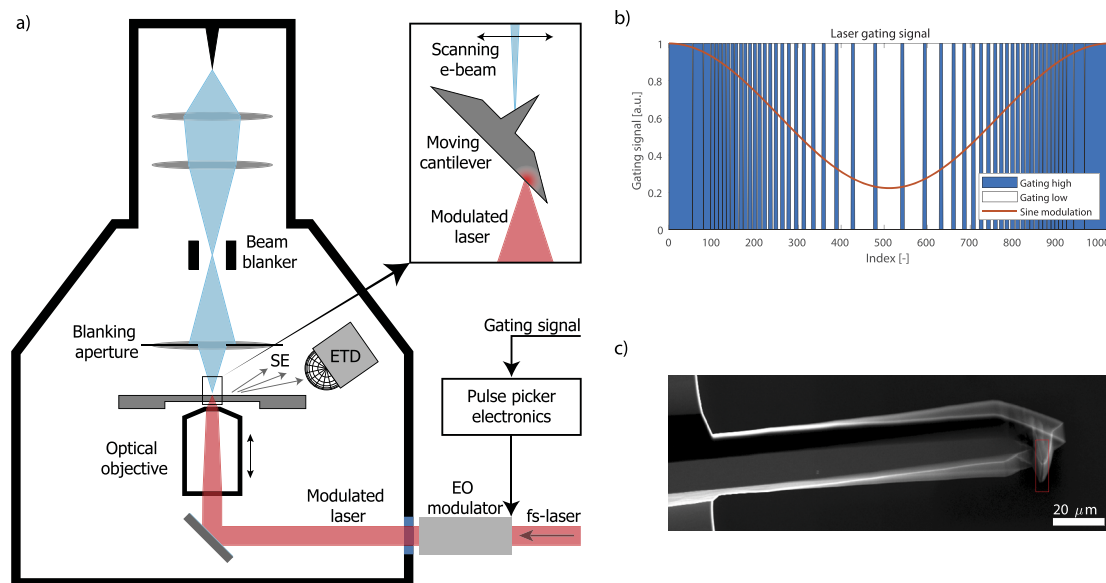 a)
Scanning
e-beam
Moving
cantilever
Modulated
laser
Beam
blanker
Blanking
aperture
SE
ETD
Optical
objective
Modulated
laser
Gating signal
Pulse picker
electronics
EO
modulator
fs-laser
b)
Laser gating signal
Gating signal [a.u.]
1
0.8
0.6
0.4
0.2
0
0 100 200 300 400 500 600 700 800 900 1000
Index [-]
Gating high
Gating low
Sine modulation
c)
20 μm